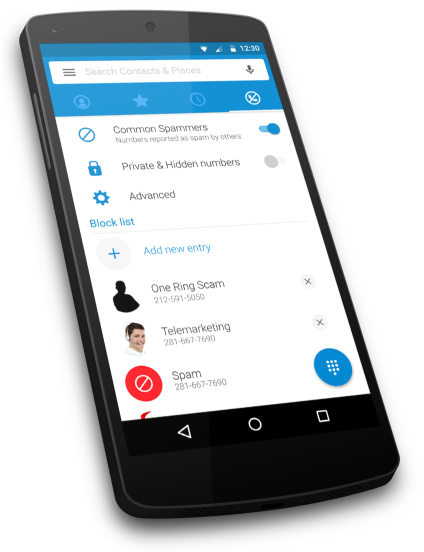 12:30
Search Contacts & Places
Common Spammers
Numbers reported as spam by others
Private & Hidden numbers
Advanced
Block list
Add new entry
One Ring Scam
212-591-5050
Telemarketing
281-667-7690
Spam
281-667-7690